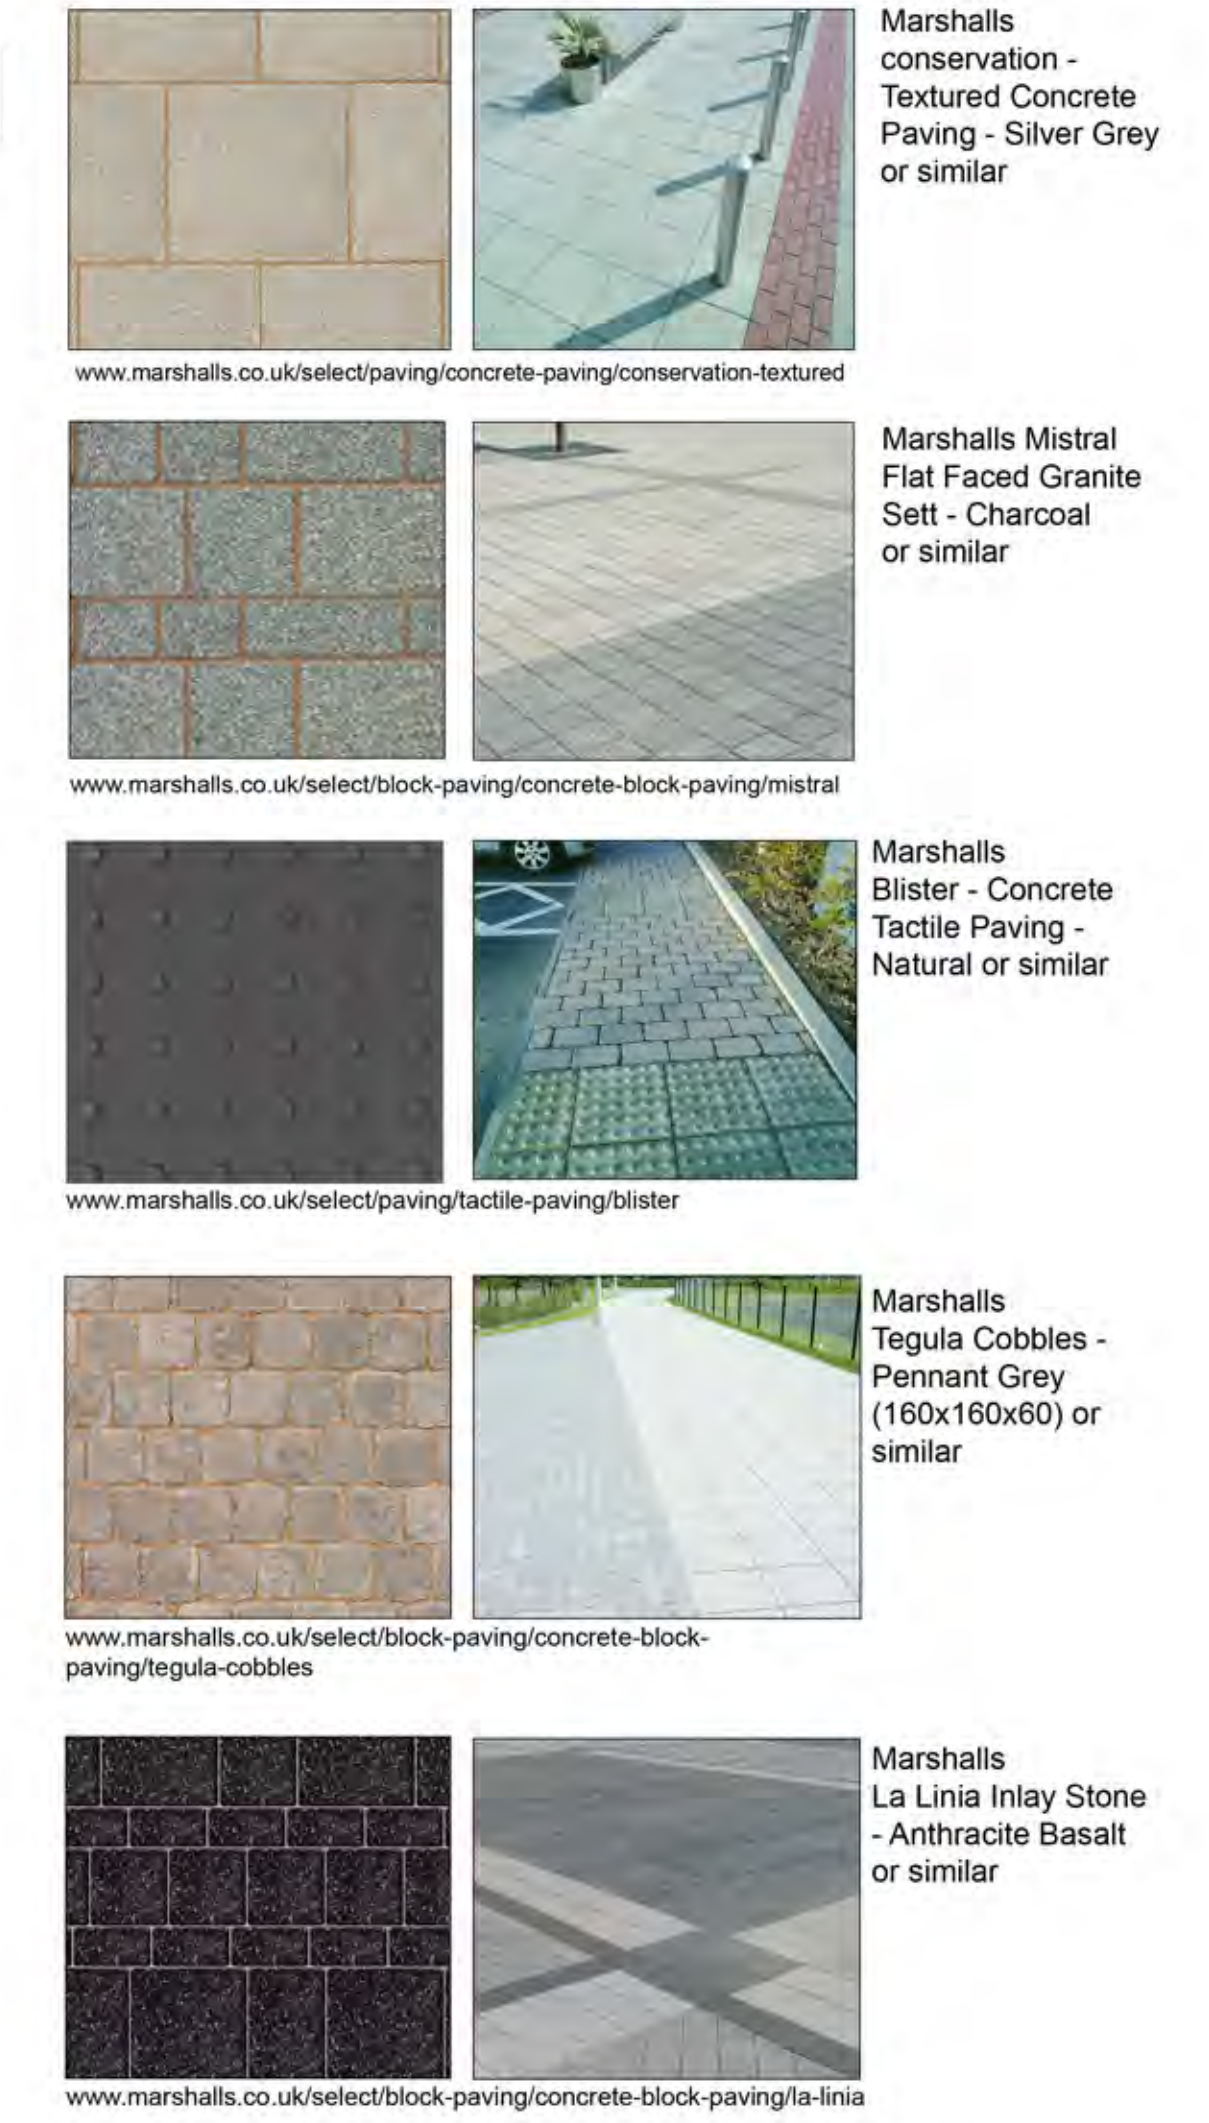 Marshalls
conservation -
Textured Concrete
Paving - Silver Grey
or similar
www.marshalls.co.uk/select/paving/concrete-paving/conservation-textured
Marshalls Mistral
Flat Faced Granite
Sett - Charcoal
or similar
www.marshalls.co.uk/select/block-paving/concrete-block-paving/mistral
Marshalls
Blister - Concrete
Tactile Paving -
Natural or similar
www.marshalls.co.uk/select/paving/tactile-paving/blister
Marshalls
Tegula Cobbles -
Pennant Grey
(160x160x60) or
similar
www.marshalls.co.uk/select/block-paving/concrete-block-
paving/tegula-cobbles
Marshalls
La Linia Inlay Stone
- Anthracite Basalt
or similar
www.marshalls.co.uk/select/block-paving/concrete-block-paving/la-linia